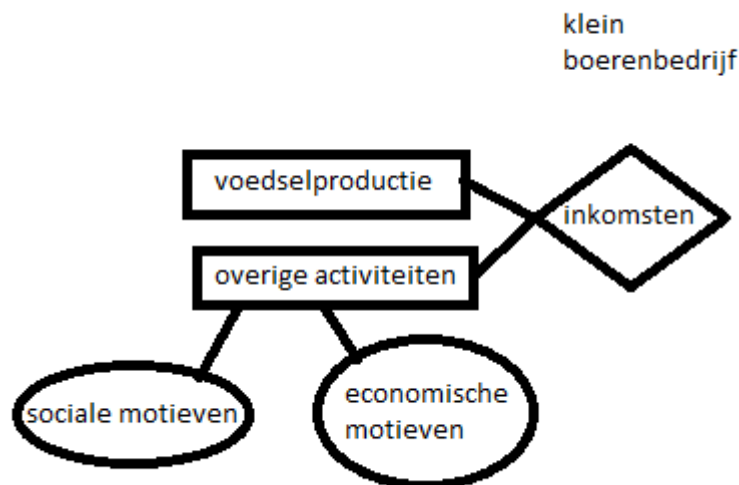 klein
boerenbedrijf
voedselproductie
inkomsten
overige activiteiten
sociale motieven
economische
motieven